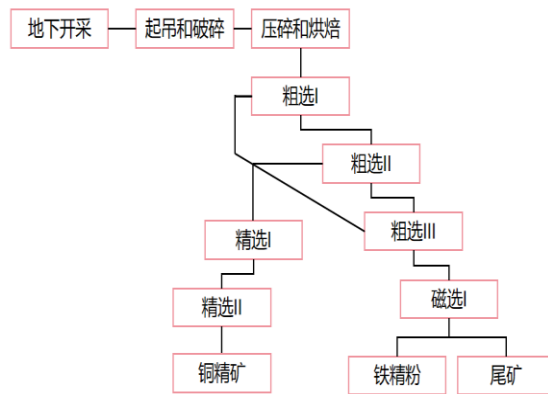 地下开采
起吊和破碎
压碎和烘焙
粗选I
粗选II
精选I
粗选III
精选II
磁选I
铜精矿
铁精粉
尾矿